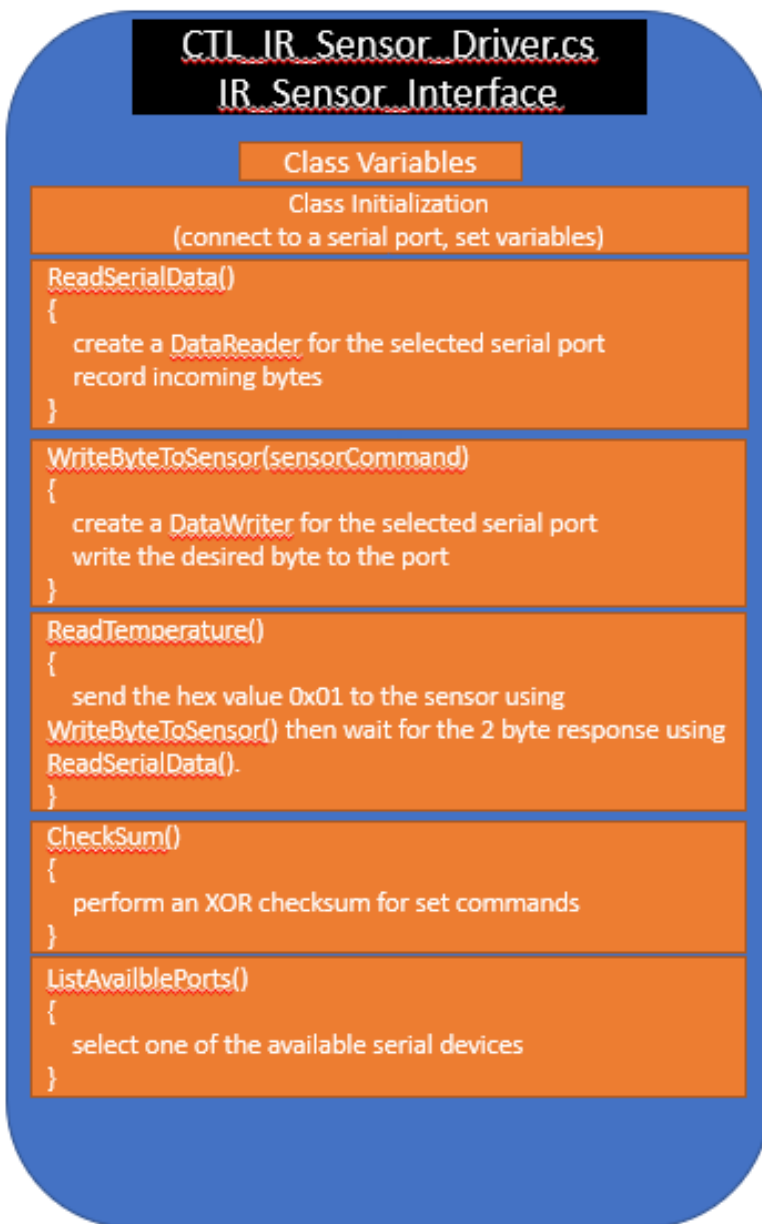 CTL_IR_Sensor_Driver.cs
IR_Sensor_Interface
Class Variables
Class Initialization
(connect to a serial port, set variables)
ReadSerialData()
{
create a DataReader for the selected serial port
record incoming bytes
}
WriteByteToSensor(sensorCommand)
{
create a DataWriter for the selected serial port
write the desired byte to the port
}
ReadTemperature()
{
send the hex value 0x01 to the sensor using
WriteByteToSensor() then wait for the 2 byte response using
ReadSerialData().
}
CheckSum()
{
perform an XOR checksum for set commands
}
ListAvailblePorts()
{
select one of the available serial devices
}